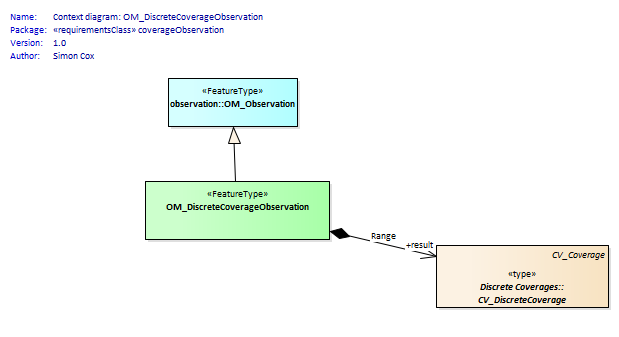 Name: Context diagram: OM_DiscreteCoverageObservation
Package: «requirementsClass» coverageObservation
Version: 1.0
Author: Simon Cox
«FeatureType»
observation::OM_Observation
«FeatureType»
OM_DiscreteCoverageObservation
Range
+result
CV_Coverage
«type»
Discrete Coverages::
CV_DiscreteCoverage